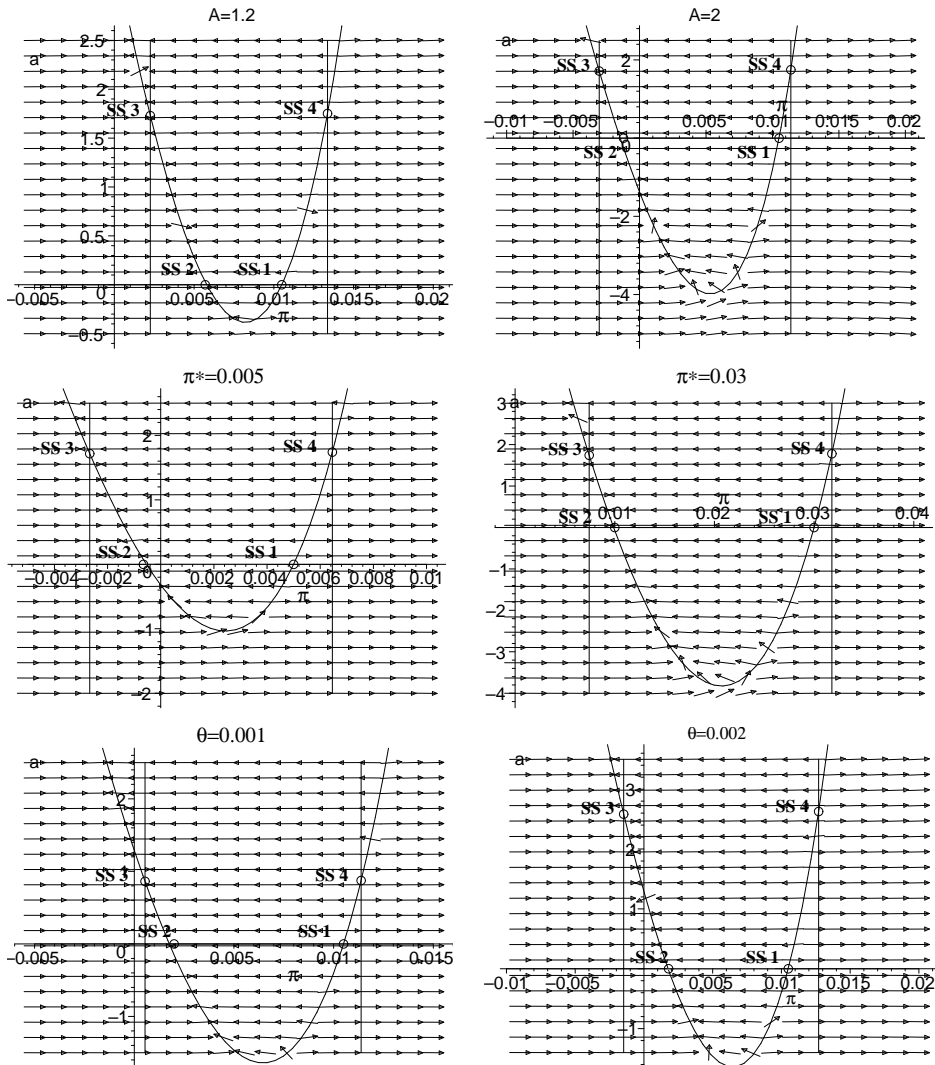 A=1.2
a
2.5
2
SS 3
SS 4
1.5
1
0.5
SS 2
SS 1
−0.005
0
0.005
0.010
0.015
0.02
π
−0.5
A=2
2
SS 3
SS 4
π
−0.01
−0.005
0.005
0.01
0.015
0.02
0
SS 2
SS 1
−2
−4
π*=0.005
a
2
SS 3
SS 4
1
SS 2
SS 1
−0.004
−0.002
0
0.002
0.004
0.006
0.008
0.01
π
−1
−2
π*=0.03
a
3
2
SS 3
SS 4
1
π
SS 2
0.01
0.02
SS 1
0.03
0.04
−1
−2
−3
−4
θ=0.001
a
2
SS 3
SS 4
1
SS 2
SS 1
−0.005
0
0.005
0.01
0.015
π
−1
θ=0.002
a
3
SS 3
SS 4
2
1
SS 2
SS 1
−0.01
−0.005
0
0.005
0.01
0.015
0.02
π
−1